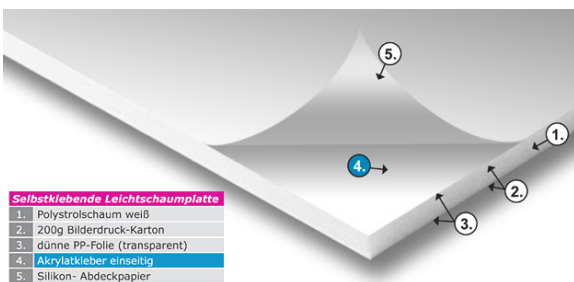 5.
1.
4.
2.
3.
Selbstklebende Leichtschaumplatte
1. Polystrolschaum weiß
2. 200g Bilderdruck-Karton
3. dünne PP-Folie (transparent)
4. Akrylatkleber einseitig
5. Silikon- Abdeckpapier